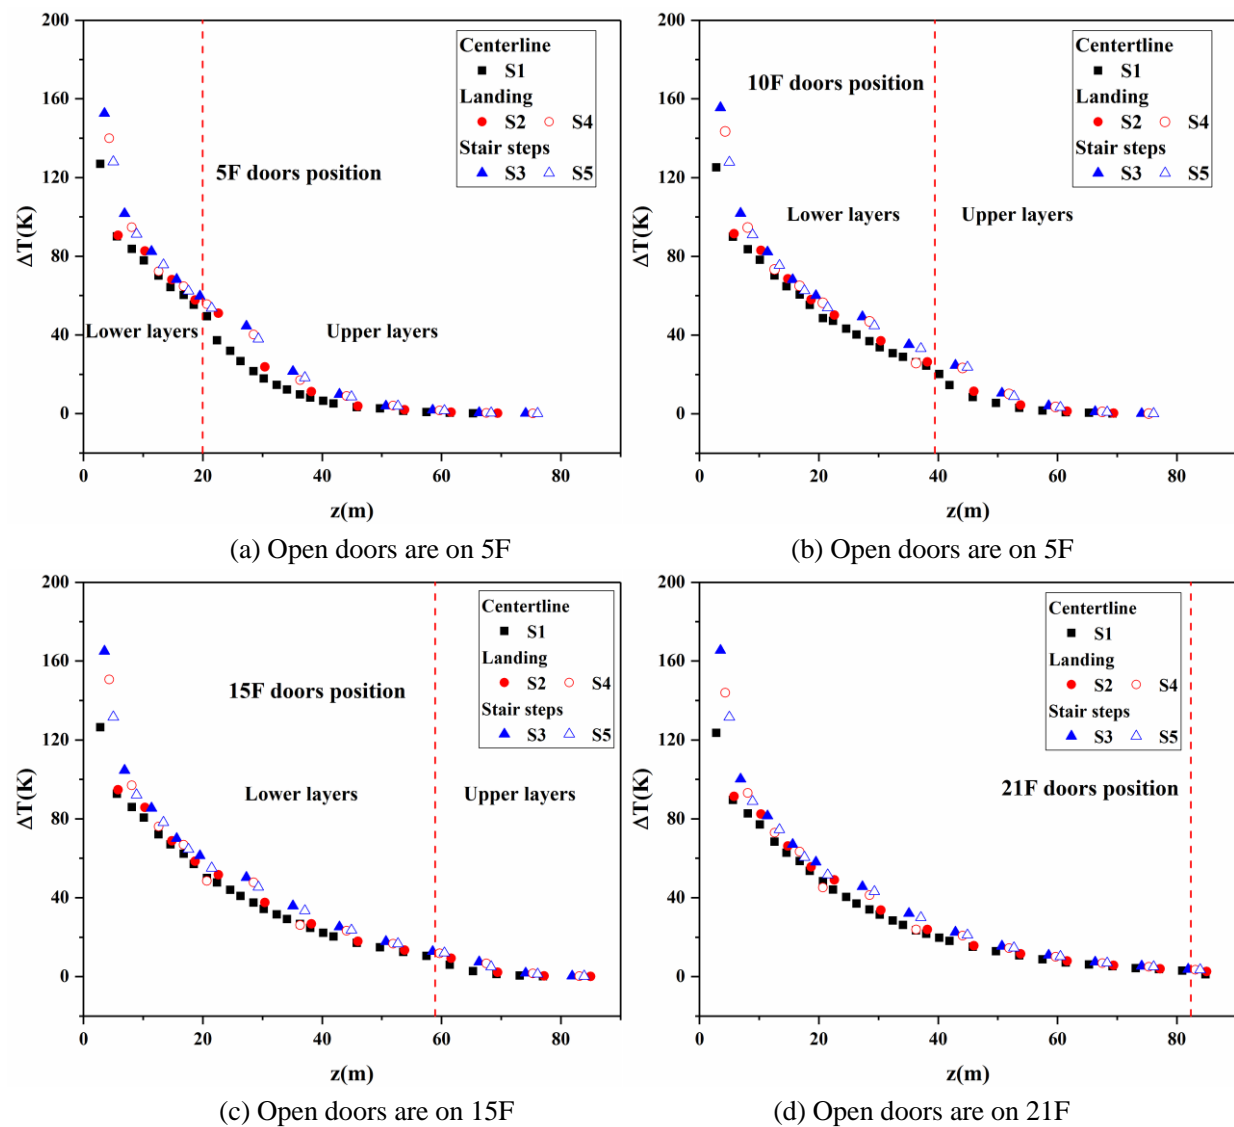 200
160
120
80
40
0
ΔT(K)
Centerline
S1
Landing
S2 S4
Stair steps
S3 S5
5F doors position
Lower layers
Upper layers
0 20 40 60 80
z(m)
(a) Open doors are on 5F
200
160
120
80
40
0
ΔT(K)
Centertline
S1
Landing
S2 S4
Stair steps
S3 S5
10F doors position
Lower layers
Upper layers
0 20 40 60 80
z(m)
(b) Open doors are on 5F
200
160
120
80
40
0
ΔT(K)
Centertline
S1
Landing
S2 S4
Stair steps
S3 S5
15F doors position
Lower layers
Upper layers
0 20 40 60 80
z(m)
(c) Open doors are on 15F
200
160
120
80
40
0
ΔT(K)
Centertline
S1
Landing
S2 S4
Stair steps
S3 S5
21F doors position
0 20 40 60 80
z(m)
(d) Open doors are on 21F